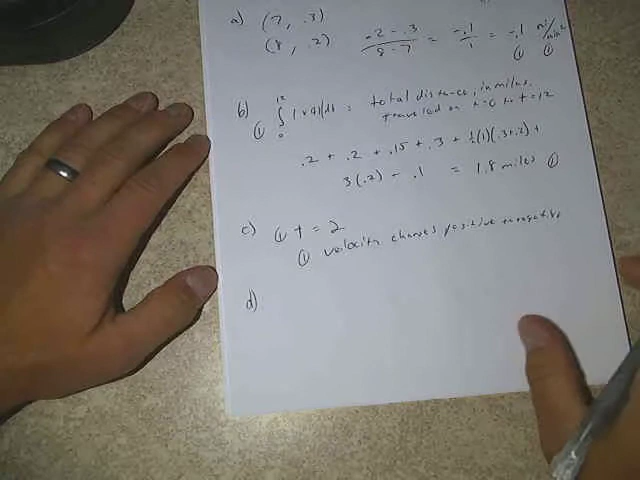 a) (7, .3)
(8, .2) .2 - .3 / 8 - 7 = -.1 / 1 = -.1 mi/min²
① ①
b) ① ∫₀¹² |v(t)|dt : total distance, in miles,
traveled on t=0 to t=12
.2 + .2 + .15 + .3 + ½(1)(.3+.2) +
3(.2) - .1 = 1.8 miles ①
c) ① t = 2
① velocity changes positive to negative
d)